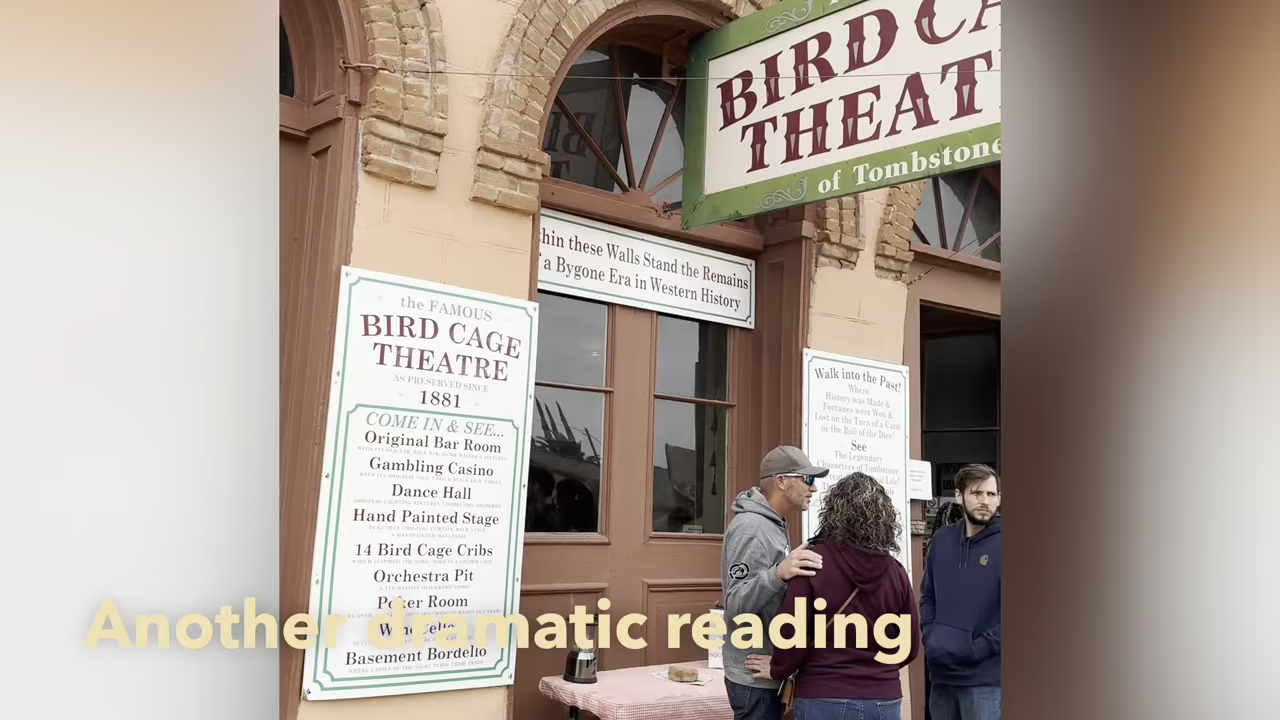 BIRD CA
THEAT
of Tombstone
hin these Walls Stand the Remains
a Bygone Era in Western History
the FAMOUS
BIRD CAGE
THEATRE
AS PRESERVED SINCE
1881
COME IN & SEE...
Original Bar Room
Gambling Casino
Dance Hall
Hand Painted Stage
14 Bird Cage Cribs
Orchestra Pit
Poker Room
Wine Cellar
Basement Bordello
Walk into the Past!
Where
History was Made &
Fortunes were Won &
Lost on the Turn of a Card
or the Roll of the Dice!
See
The Legendary
Characters of Tombstone
Another dramatic reading